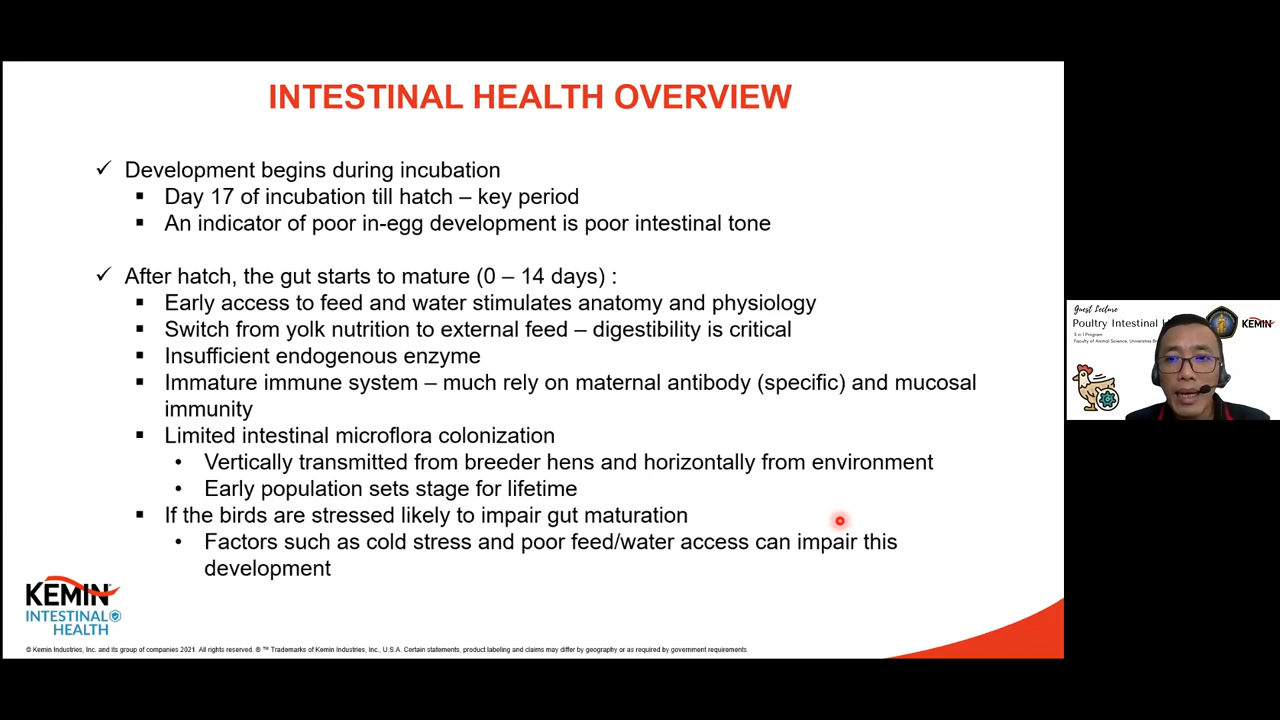 INTESTINAL HEALTH OVERVIEW
✓ Development begins during incubation
▪ Day 17 of incubation till hatch – key period
▪ An indicator of poor in-egg development is poor intestinal tone
✓ After hatch, the gut starts to mature (0 – 14 days) :
▪ Early access to feed and water stimulates anatomy and physiology
▪ Switch from yolk nutrition to external feed – digestibility is critical
▪ Insufficient endogenous enzyme
▪ Immature immune system – much rely on maternal antibody (specific) and mucosal
immunity
▪ Limited intestinal microflora colonization
• Vertically transmitted from breeder hens and horizontally from environment
• Early population sets stage for lifetime
▪ If the birds are stressed likely to impair gut maturation
• Factors such as cold stress and poor feed/water access can impair this
development
KEMIN
INTESTINAL
HEALTH
© Kemin Industries, Inc. and its group of companies 2021. All rights reserved. ® ™ Trademarks of Kemin Industries, Inc., U.S.A. Certain statements, product labeling and claims may differ by geography or as required by government requirements.
Guest Lecture
Poultry Intestinal
KEMIN
3 in 1 Program
Faculty of Animal Science, Universitas